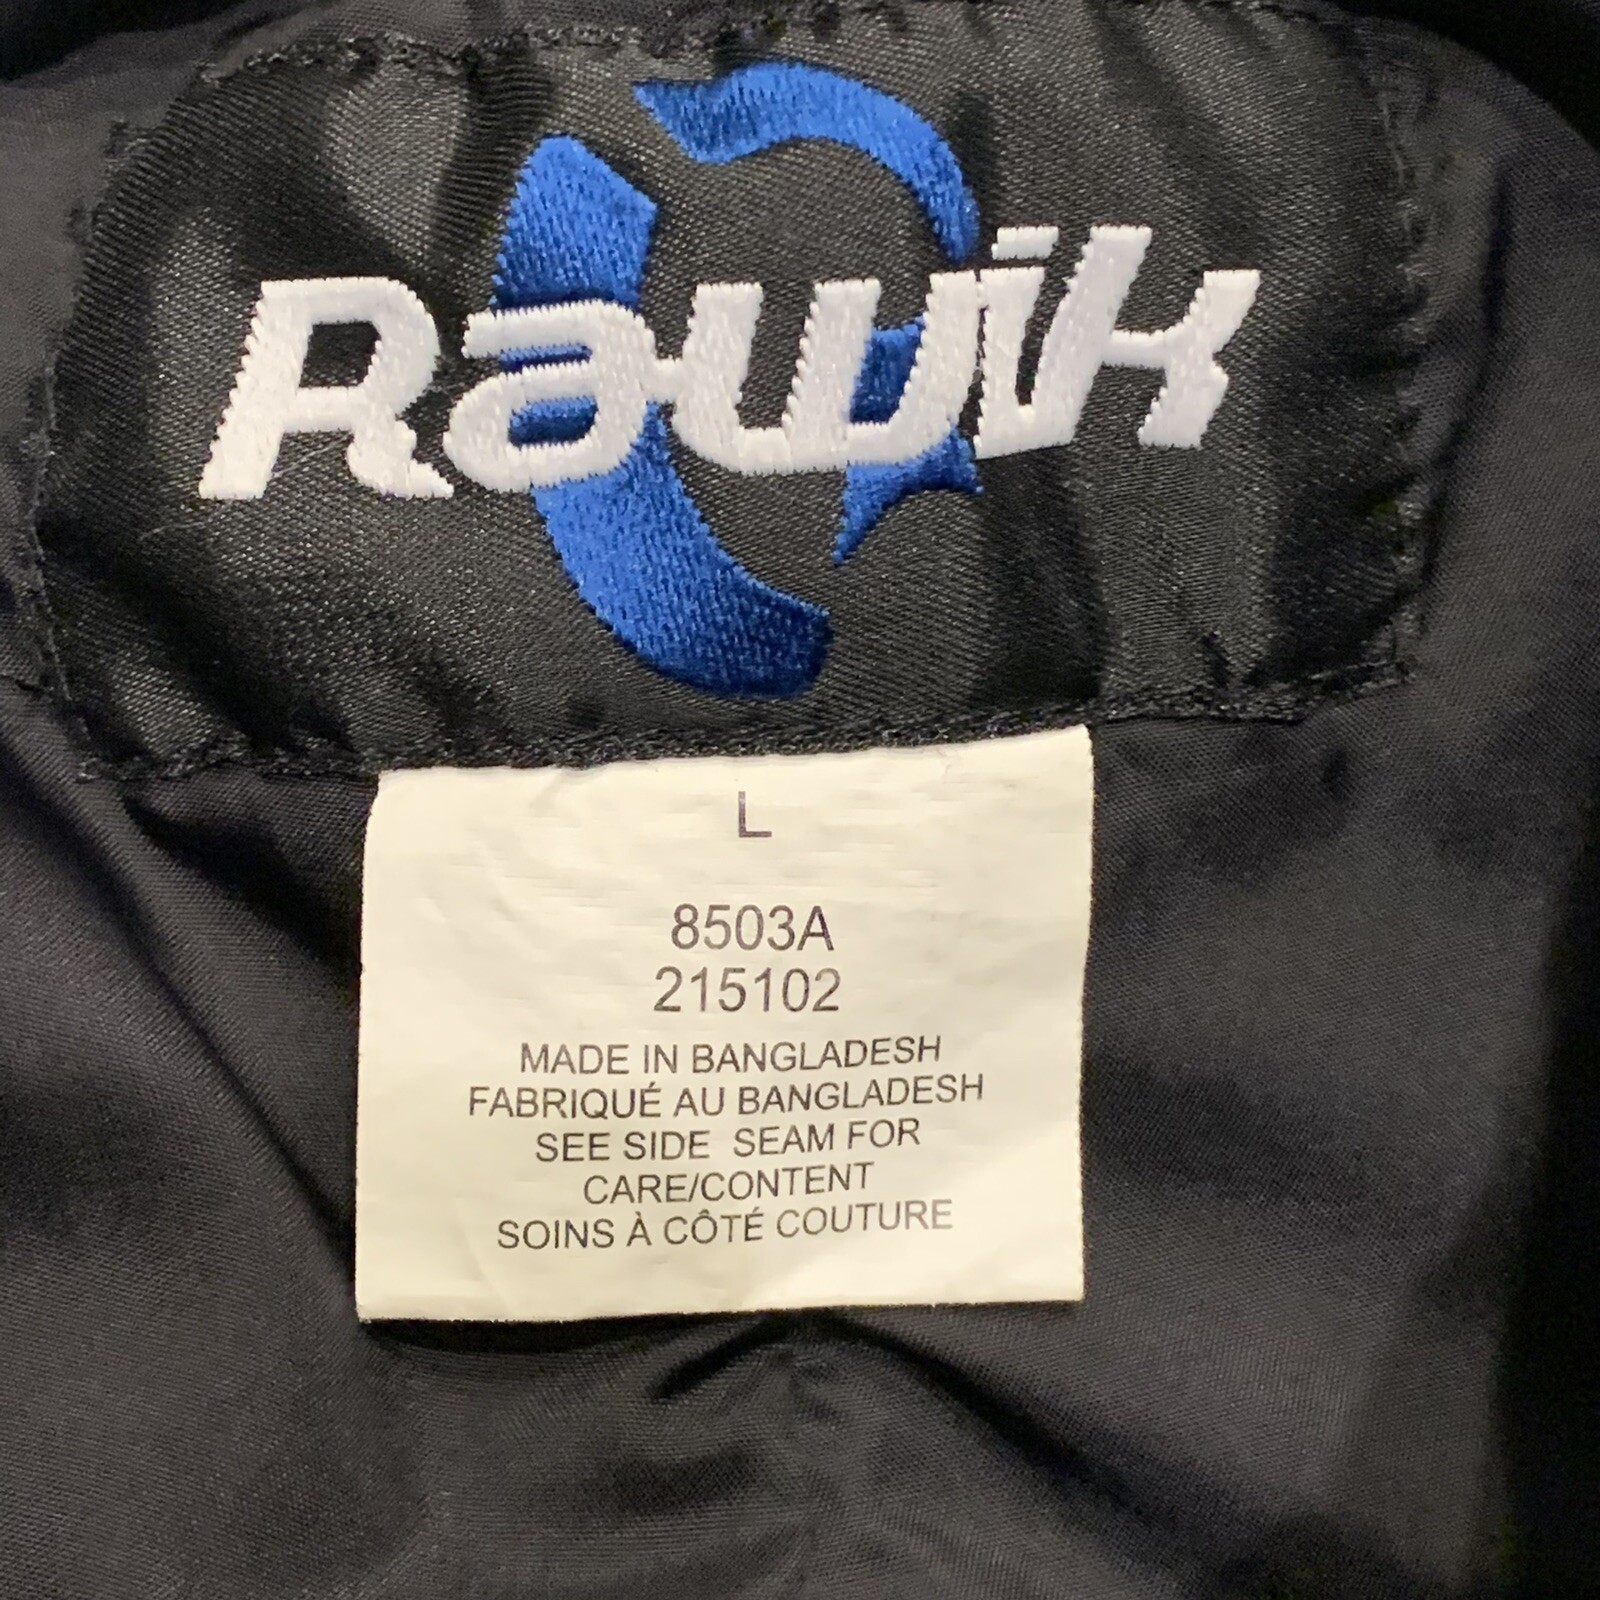 Rawik
L
8503A
215102
MADE IN BANGLADESH
FABRIQUÉ AU BANGLADESH
SEE SIDE SEAM FOR
CARE/CONTENT
SOINS À CÔTÉ COUTURE